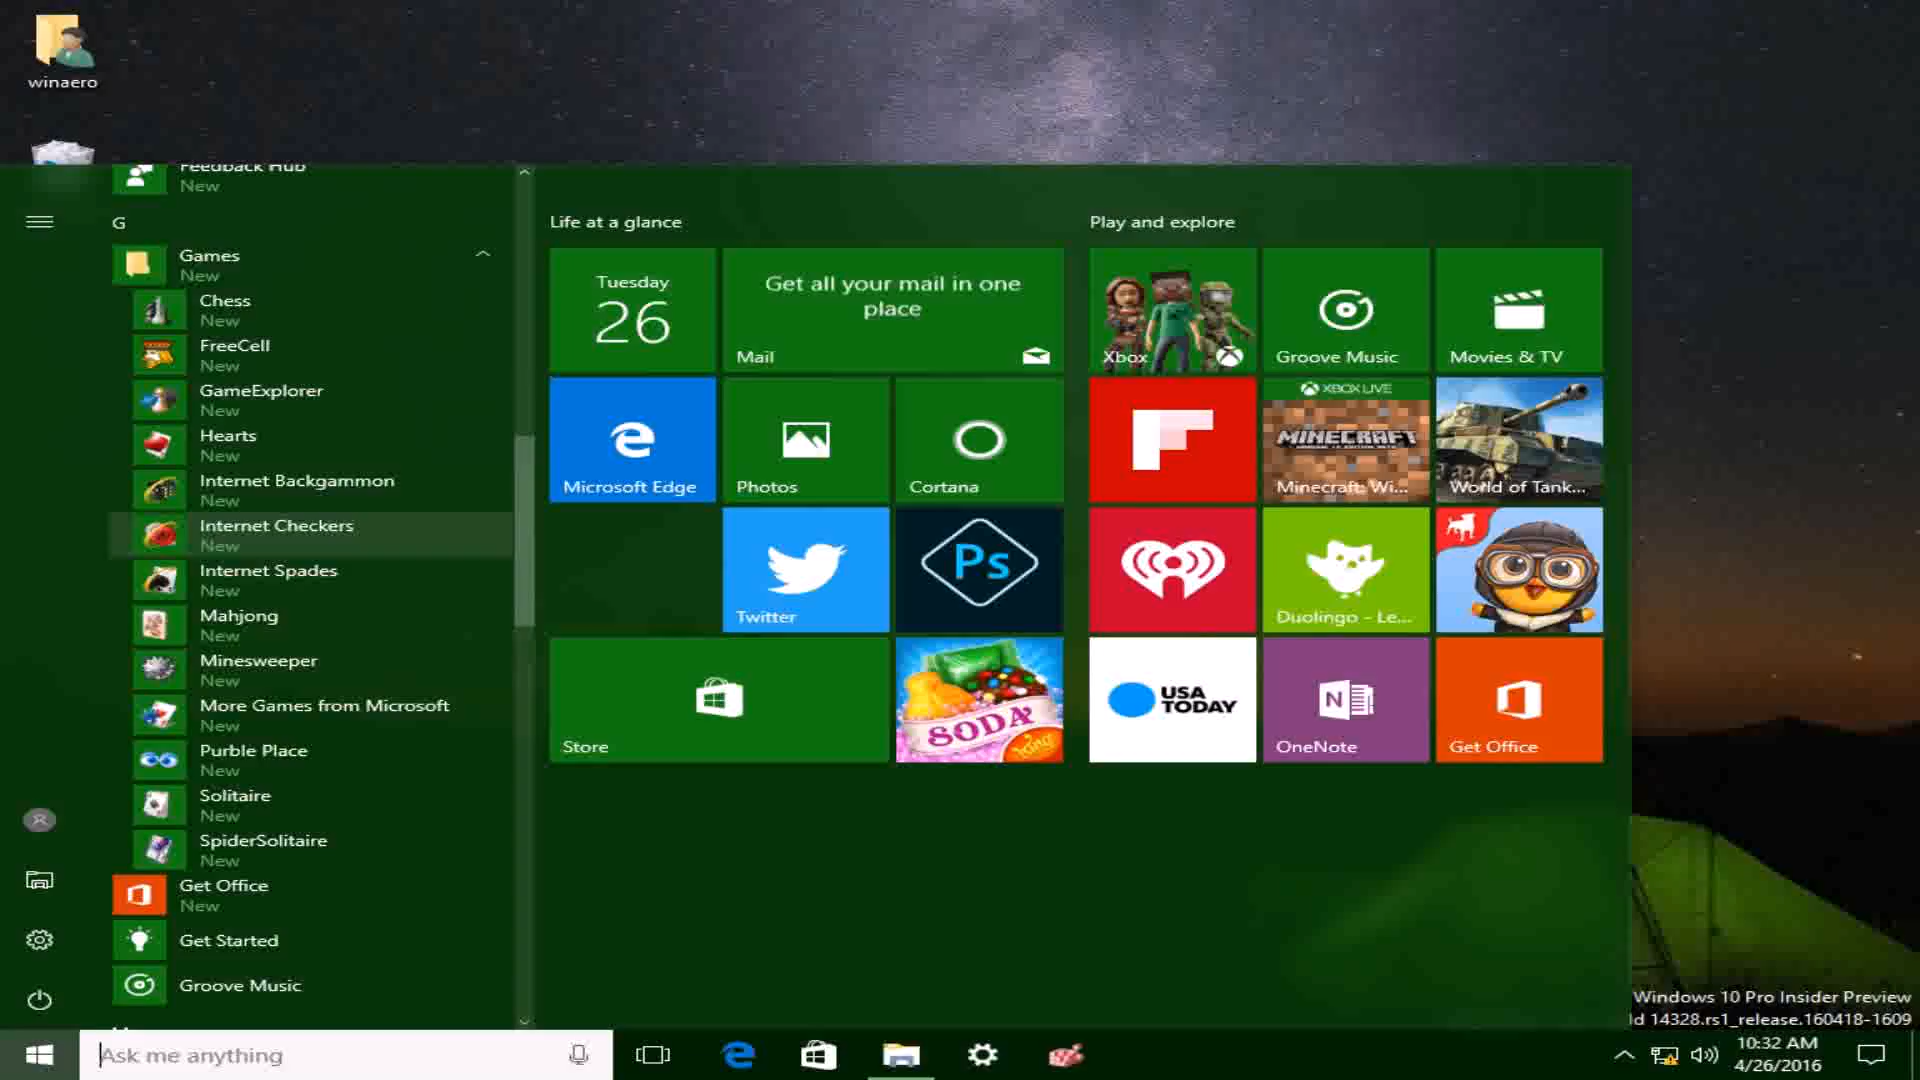 winaero
Feedback Hub
New
G
Games
New
Chess
New
FreeCell
New
GameExplorer
New
Hearts
New
Internet Backgammon
New
Internet Checkers
New
Internet Spades
New
Mahjong
New
Minesweeper
New
More Games from Microsoft
New
Purble Place
New
Solitaire
New
SpiderSolitaire
New
Get Office
New
Get Started
Groove Music
Life at a glance
Tuesday
26
Get all your mail in one
place
Mail
Microsoft Edge
Photos
Cortana
Twitter
Ps
Store
SODA
King
Play and explore
Xbox
Groove Music
Movies & TV
XBOX LIVE
MINECRAFT
Minecraft: Wi...
World of Tank...
Duolingo - Le...
USA
TODAY
N
OneNote
Get Office
Windows 10 Pro Insider Preview
ld 14328.rs1_release.160418-1609
Ask me anything
10:32 AM
4/26/2016